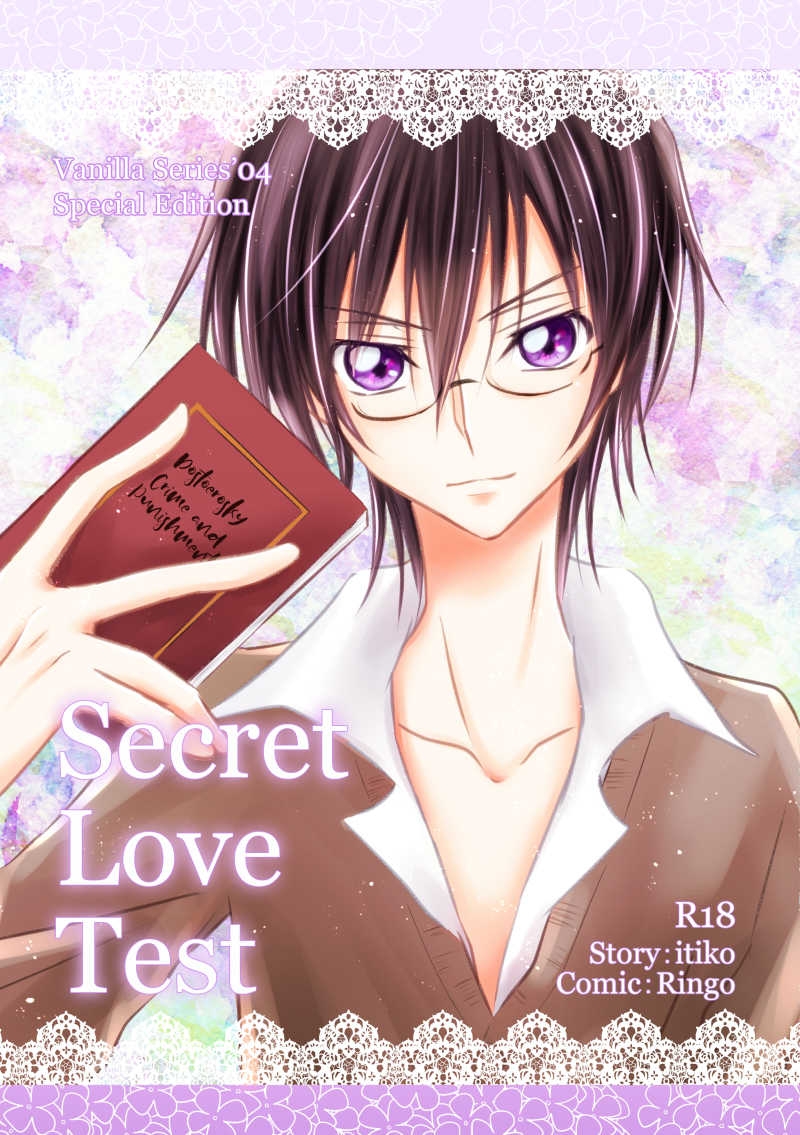 Vanilla Series'04
Special Edition
Dostoevsky
Crime and
Punishment
Secret
Love
Test
R18
Story:itiko
Comic:Ringo